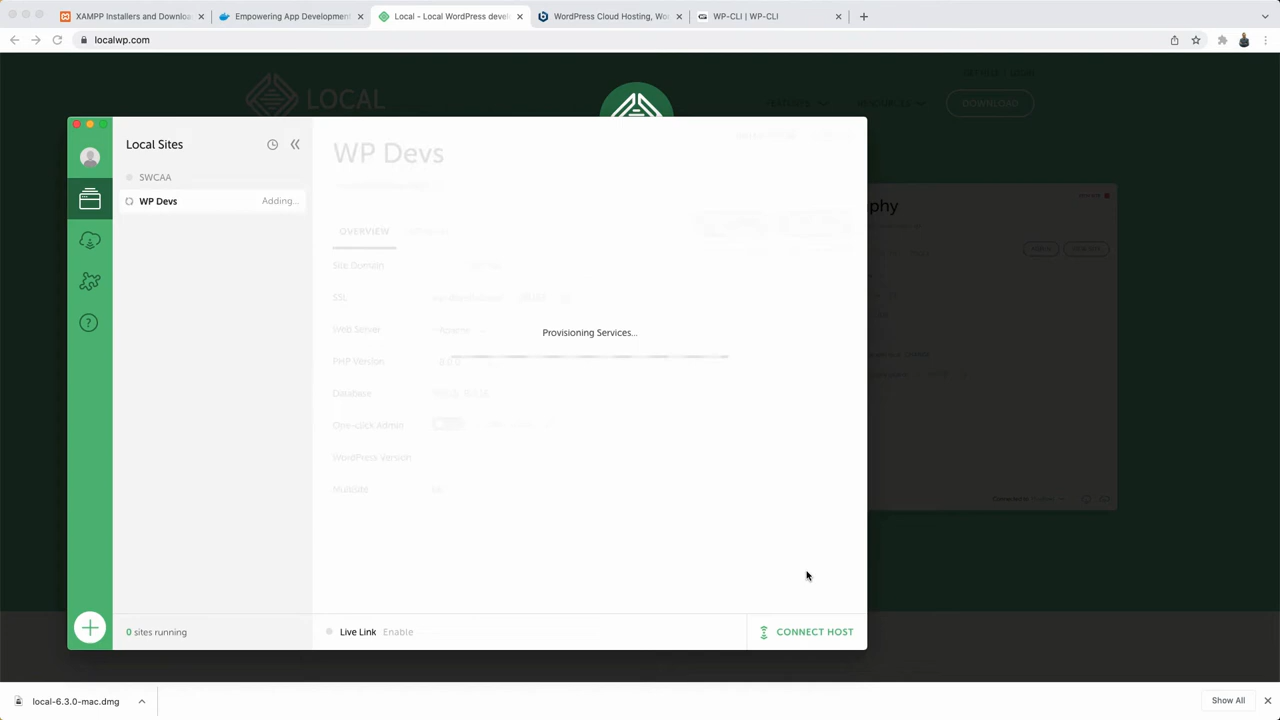 XAMPP Installers and Downloa
Empowering App Development
Local - Local WordPress devel
WordPress Cloud Hosting, Wo
WP-CLI | WP-CLI
localwp.com
LOCAL
DOWNLOAD
Local Sites
SWCAA
WP Devs
Adding...
WP Devs
OVERVIEW
Site Domain
SSL
Web Server
PHP Version
Database
One-click Admin
WordPress Version
Multisite
Provisioning Services...
0 sites running
Live Link Enable
CONNECT HOST
local-6.3.0-mac.dmg
Show All